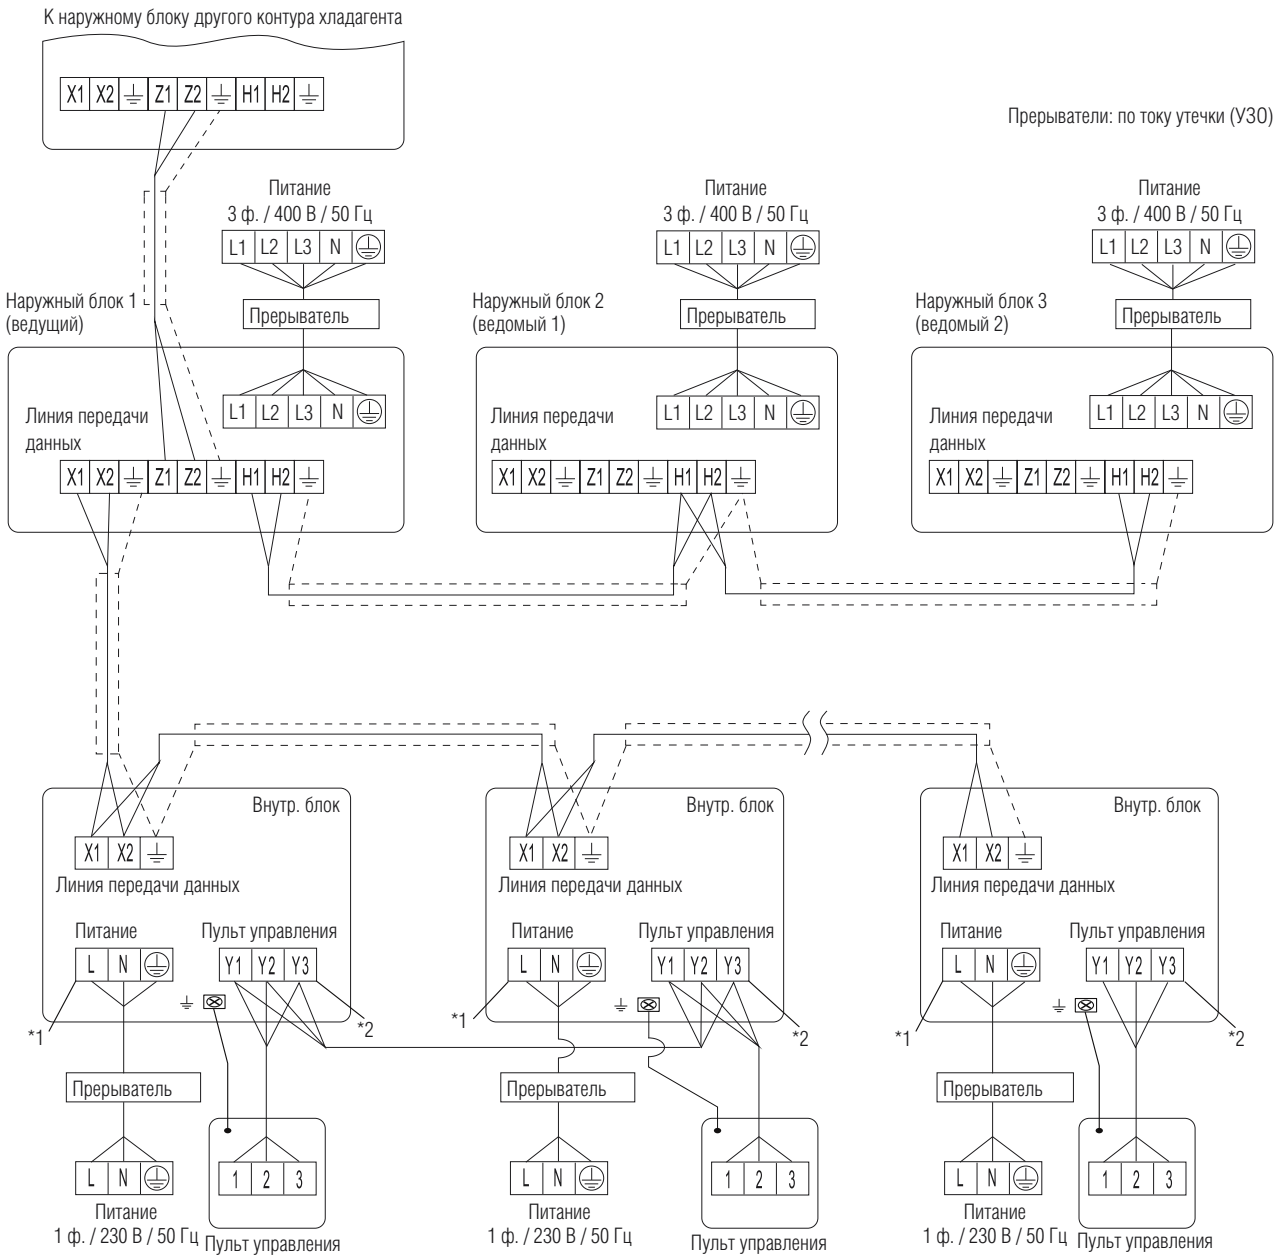 К наружному блоку другого контура хладагента
X1 X2 Z1 Z2 H1 H2
Прерыватели: по току утечки (УЗО)
Питание
3 ф. / 400 В / 50 Гц
L1 L2 L3 N
Прерыватель
Питание
3 ф. / 400 В / 50 Гц
L1 L2 L3 N
Прерыватель
Питание
3 ф. / 400 В / 50 Гц
L1 L2 L3 N
Прерыватель
Наружный блок 1
(ведущий)
L1 L2 L3 N
Линия передачи
данных
X1 X2 Z1 Z2 H1 H2
Наружный блок 2
(ведомый 1)
L1 L2 L3 N
Линия передачи
данных
X1 X2 Z1 Z2 H1 H2
Наружный блок 3
(ведомый 2)
L1 L2 L3 N
Линия передачи
данных
X1 X2 Z1 Z2 H1 H2
Внутр. блок
X1 X2
Линия передачи данных
Питание
L N
Пульт управления
Y1 Y2 Y3
*1
*2
Прерыватель
L N
Питание
1 ф. / 230 В / 50 Гц
1 2 3
Пульт управления
Внутр. блок
X1 X2
Линия передачи данных
Питание
L N
Пульт управления
Y1 Y2 Y3
*1
*2
Прерыватель
L N
Питание
1 ф. / 230 В / 50 Гц
1 2 3
Пульт управления
Внутр. блок
X1 X2
Линия передачи данных
Питание
L N
Пульт управления
Y1 Y2 Y3
*1
*2
Прерыватель
L N
Питание
1 ф. / 230 В / 50 Гц
1 2 3
Пульт управления